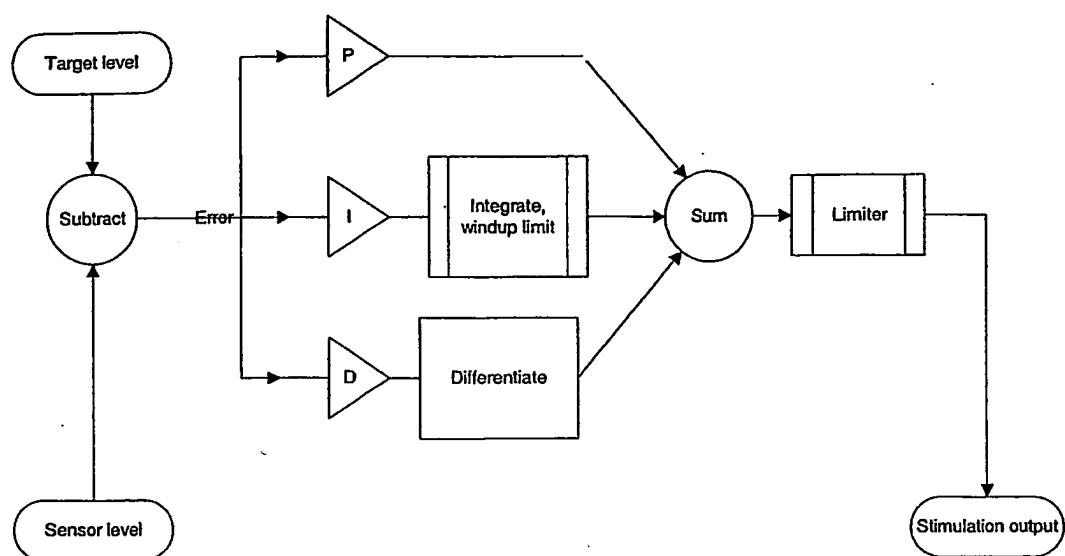 Target level
Subtract
Sensor level
Error
P
I
D
Integrate,
windup limit
Differentiate
Sum
Limiter
Stimulation output